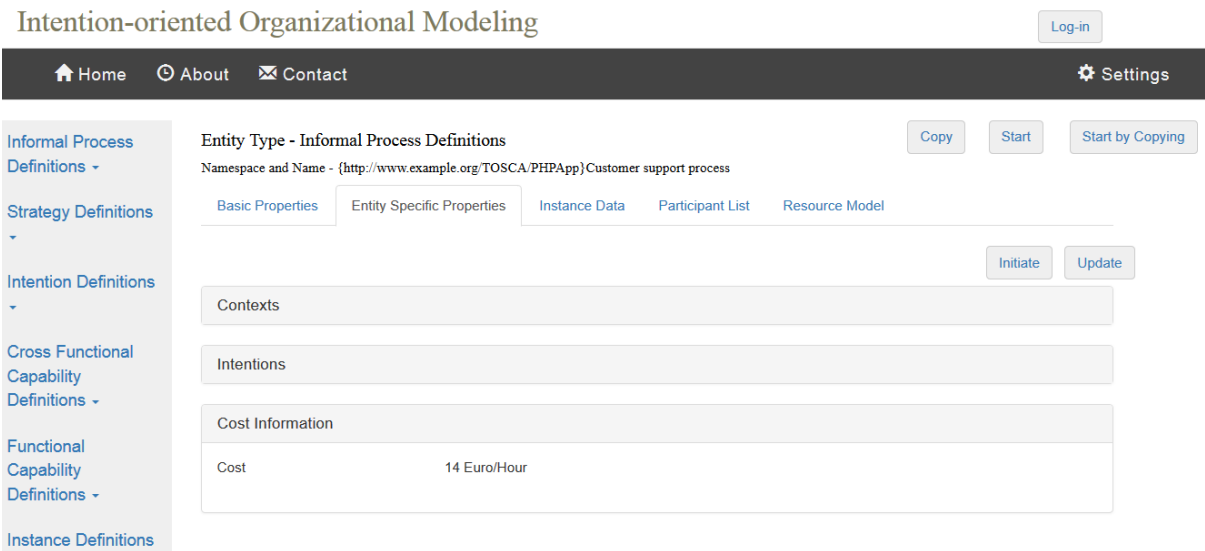 Intention-oriented Organizational Modeling
Log-in
Home About Contact Settings
Informal Process
Definitions
Strategy Definitions
Intention Definitions
Cross Functional
Capability
Definitions
Functional
Capability
Definitions
Instance Definitions
Entity Type - Informal Process Definitions
Copy Start Start by Copying
Namespace and Name - {http://www.example.org/TOSCA/PHPApp}Customer support process
Basic Properties Entity Specific Properties Instance Data Participant List Resource Model
Initiate Update
Contexts
Intentions
Cost Information
Cost 14 Euro/Hour